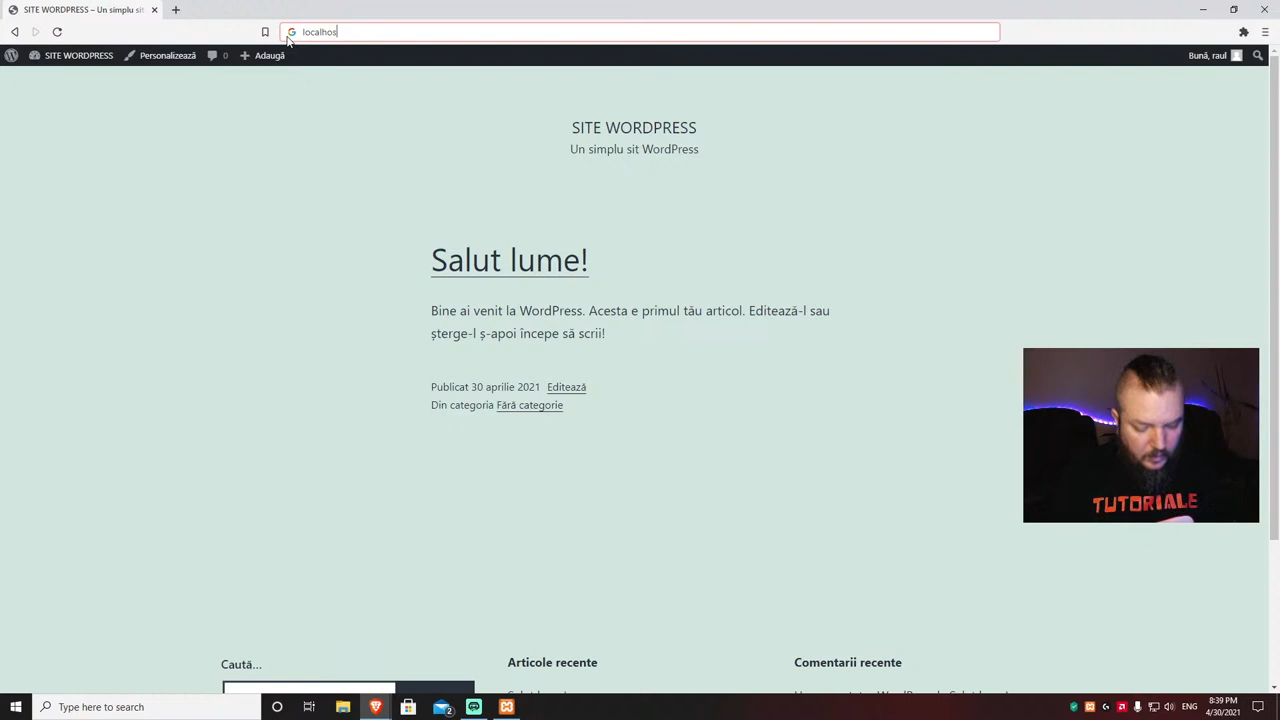 SITE WORDPRESS – Un simplu sit
localhos
SITE WORDPRESS
Personalizează
0
Adaugă
Bună, raul
SITE WORDPRESS
Un simplu sit WordPress
Salut lume!
Bine ai venit la WordPress. Acesta e primul tău articol. Editează-l sau
șterge-l ș-apoi începe să scrii!
Publicat 30 aprilie 2021 Editează
Din categoria Fără categorie
TUTORIALE
Caută...
Articole recente
Comentarii recente
Type here to search
2
ENG
8:39 PM
4/30/2021